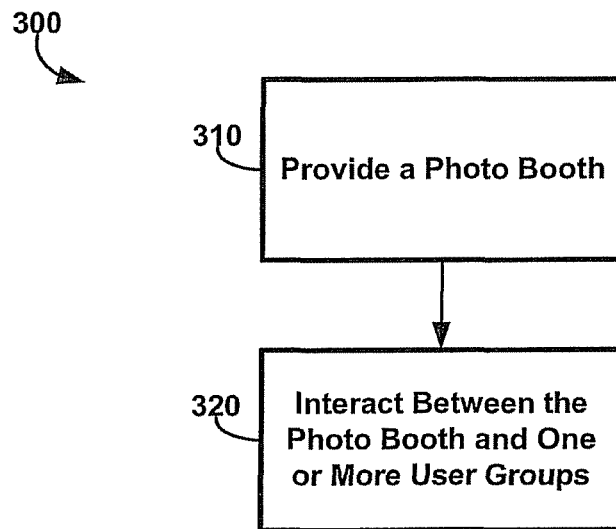 300
310
Provide a Photo Booth
320
Interact Between the
Photo Booth and One
or More User Groups